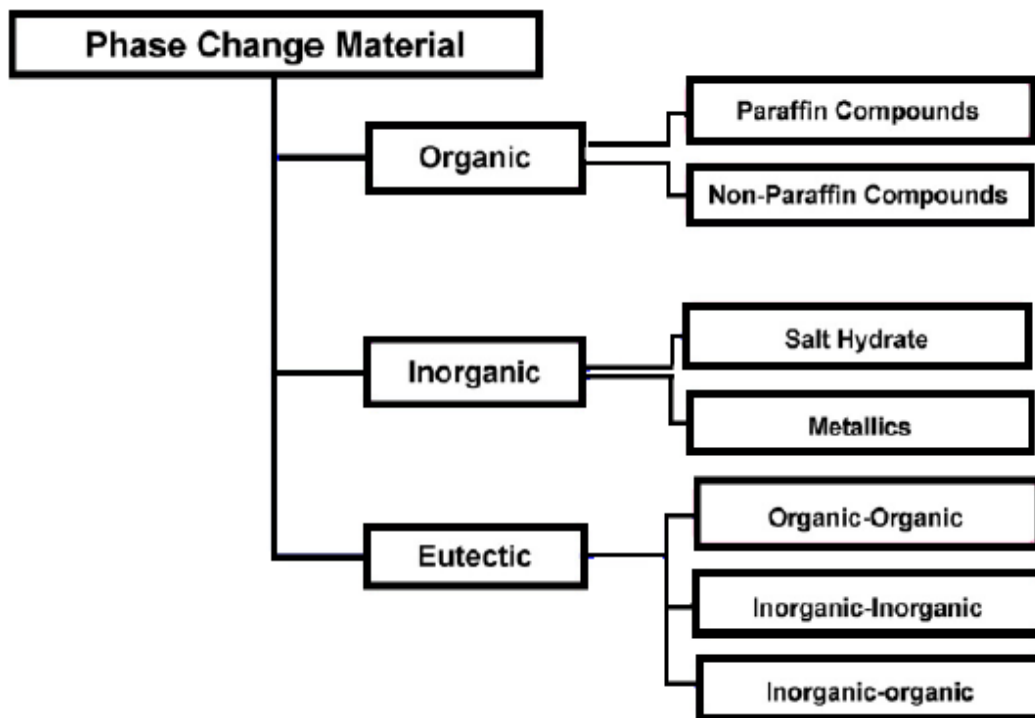 Phase Change Material
Organic
Paraffin Compounds
Non-Paraffin Compounds
Inorganic
Salt Hydrate
Metallics
Eutectic
Organic-Organic
Inorganic-Inorganic
Inorganic-organic